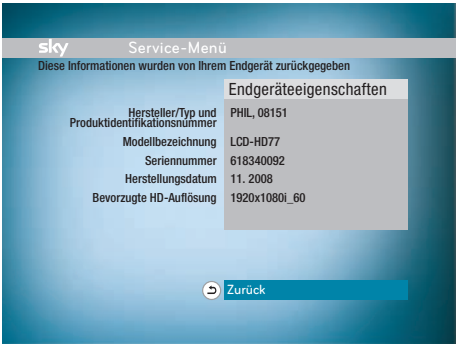 sky Service-Menü
Diese Informationen wurden von Ihrem Endgerät zurückgegeben
Endgeräteeigenschaften
Hersteller/Typ und
Produktidentifikationsnummer PHIL, 08151
Modellbezeichnung LCD-HD77
Seriennummer 618340092
Herstellungsdatum 11. 2008
Bevorzugte HD-Auflösung 1920x1080i_60
Zurück